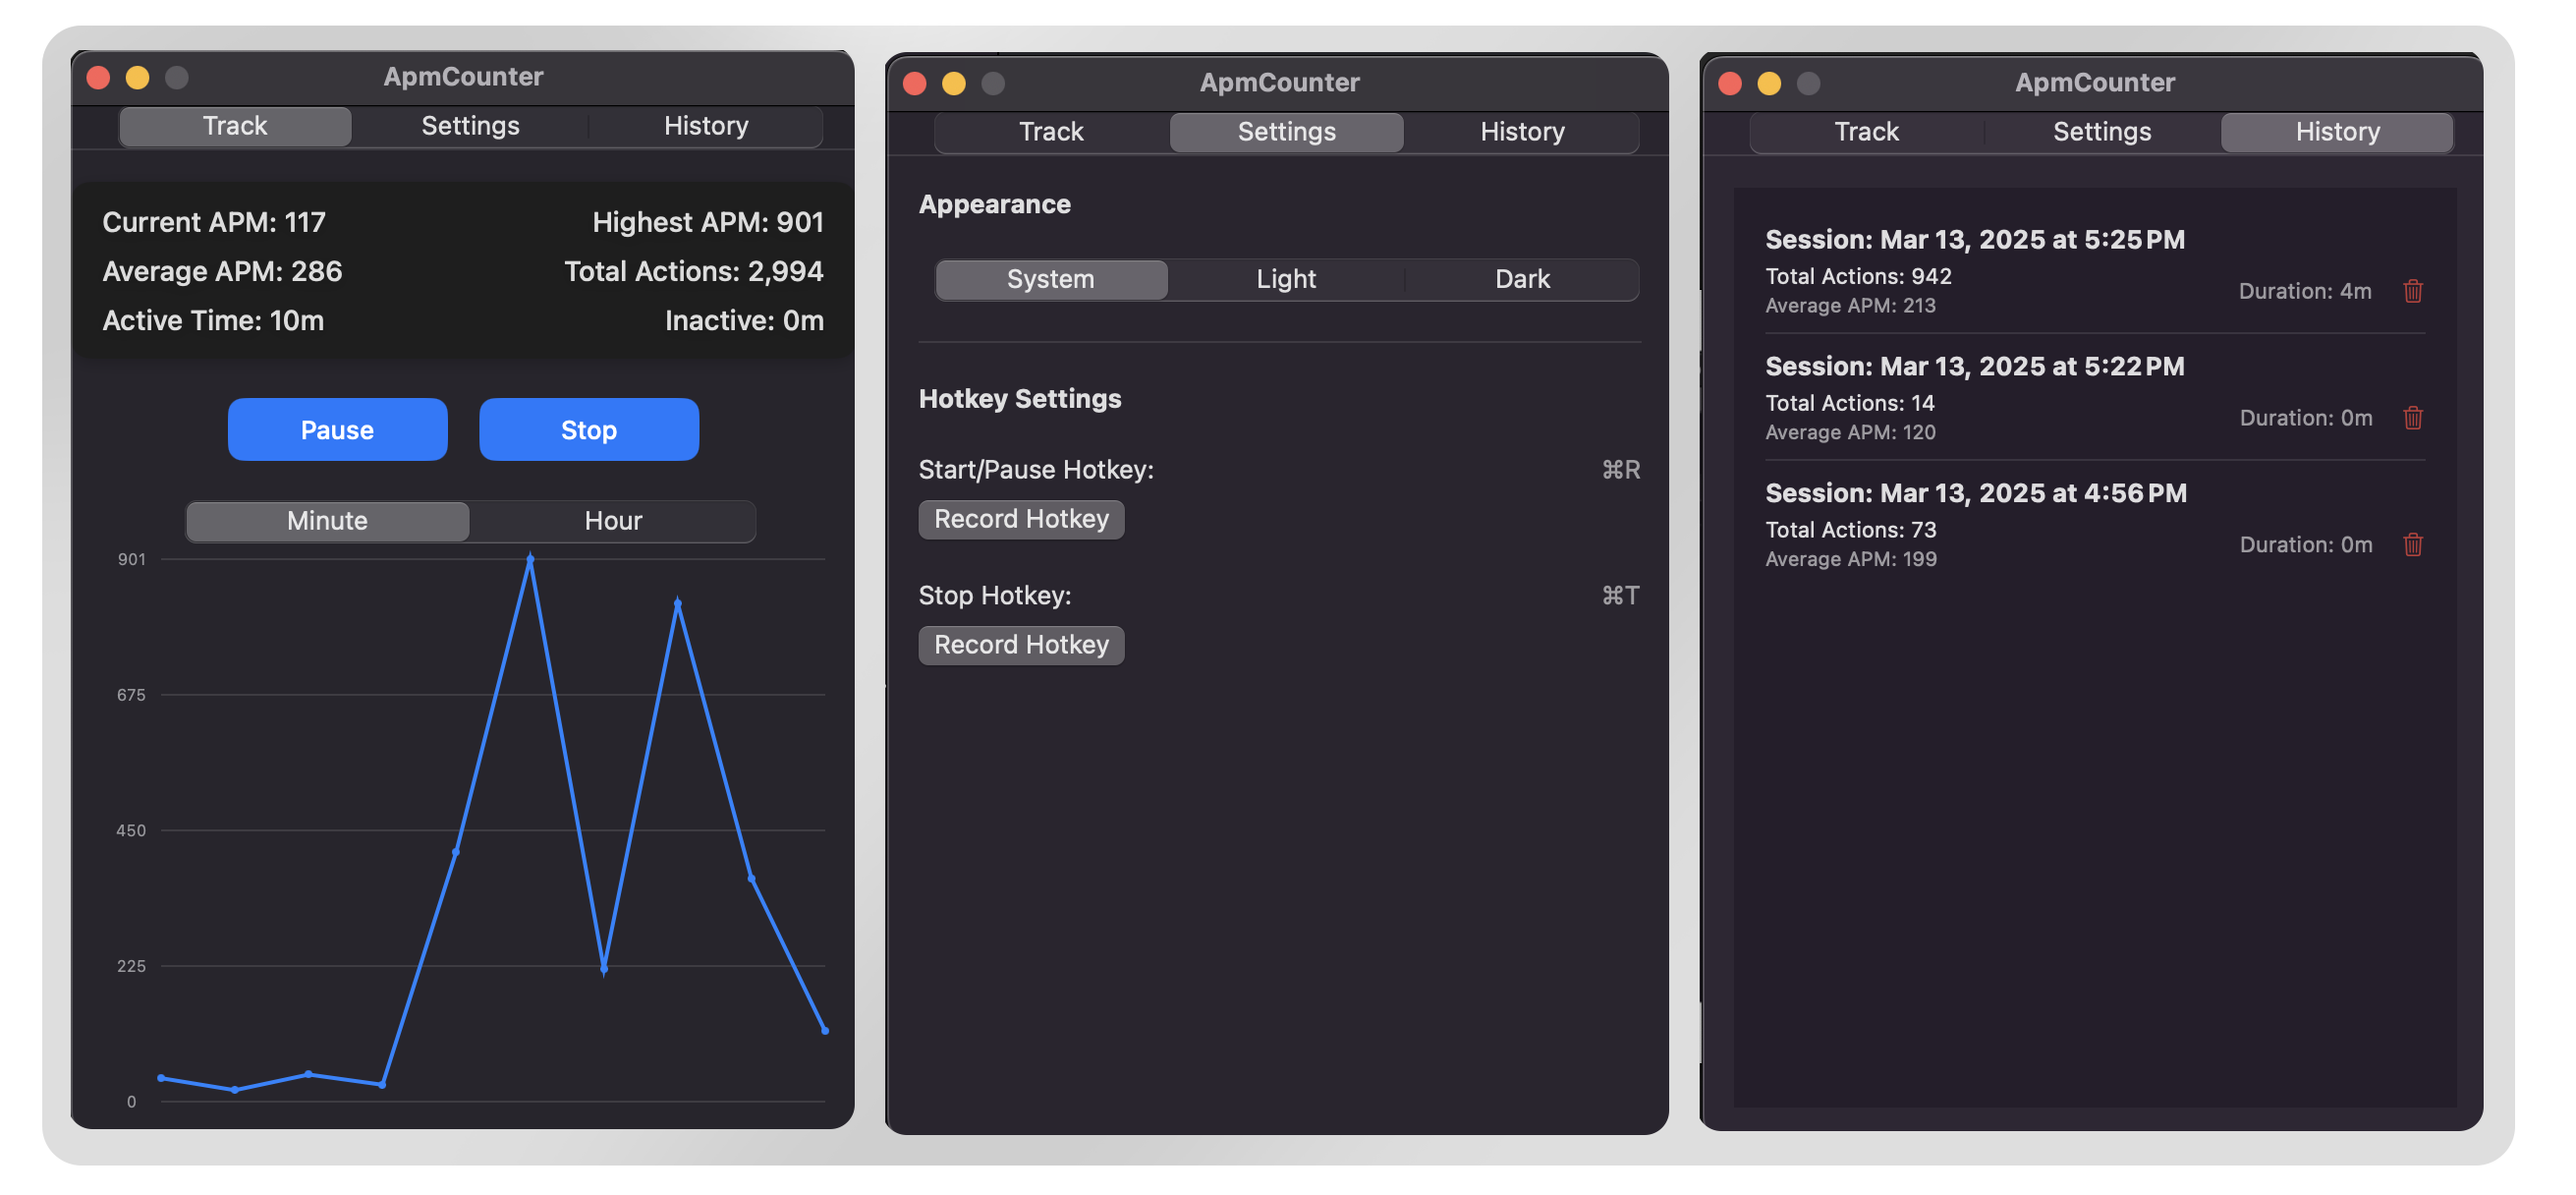 ApmCounter
Track Settings History
Current APM: 117 Highest APM: 901
Average APM: 286 Total Actions: 2,994
Active Time: 10m Inactive: 0m
Pause Stop
Minute Hour
901
675
450
225
0
ApmCounter
Track Settings History
Appearance
System Light Dark
Hotkey Settings
Start/Pause Hotkey: ⌘R
Record Hotkey
Stop Hotkey: ⌘T
Record Hotkey
ApmCounter
Track Settings History
Session: Mar 13, 2025 at 5:25 PM
Total Actions: 942
Average APM: 213
Duration: 4m
Session: Mar 13, 2025 at 5:22 PM
Total Actions: 14
Average APM: 120
Duration: 0m
Session: Mar 13, 2025 at 4:56 PM
Total Actions: 73
Average APM: 199
Duration: 0m